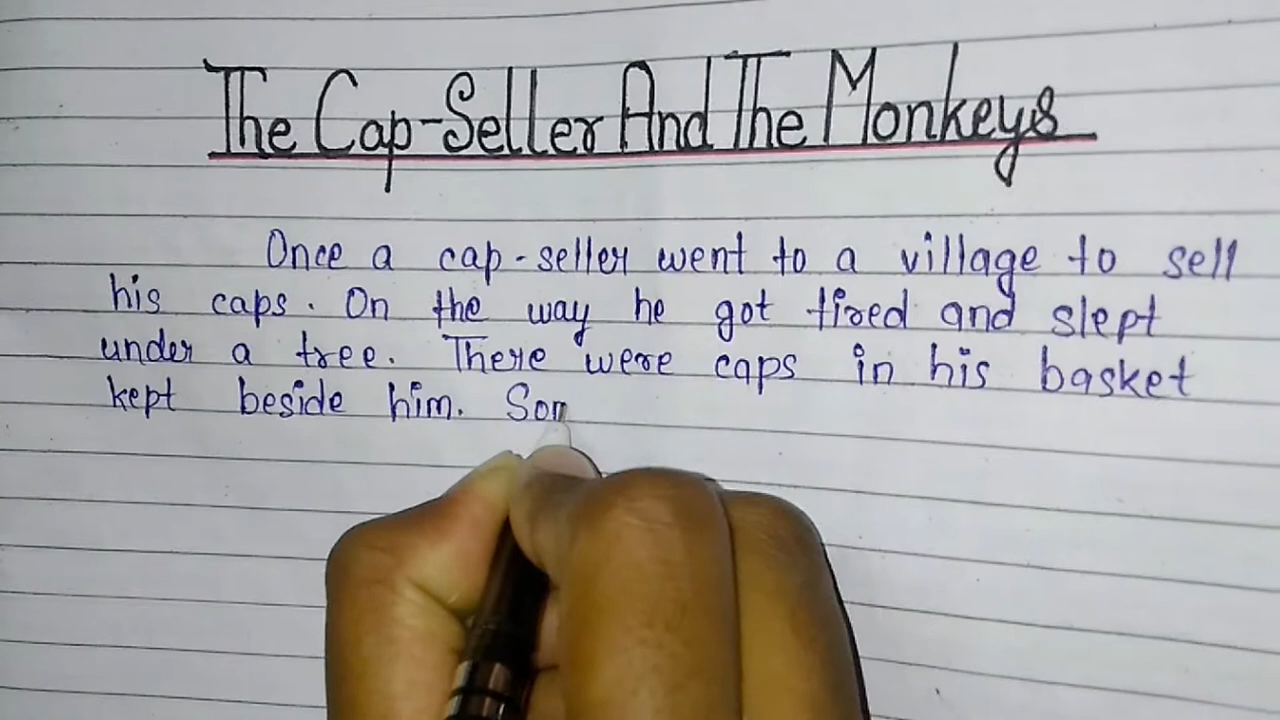 The Cap-Seller And The Monkeys
Once a cap-seller went to a village to sell
his caps. On the way he got tired and slept
under a tree. There were caps in his basket
kept beside him. Som